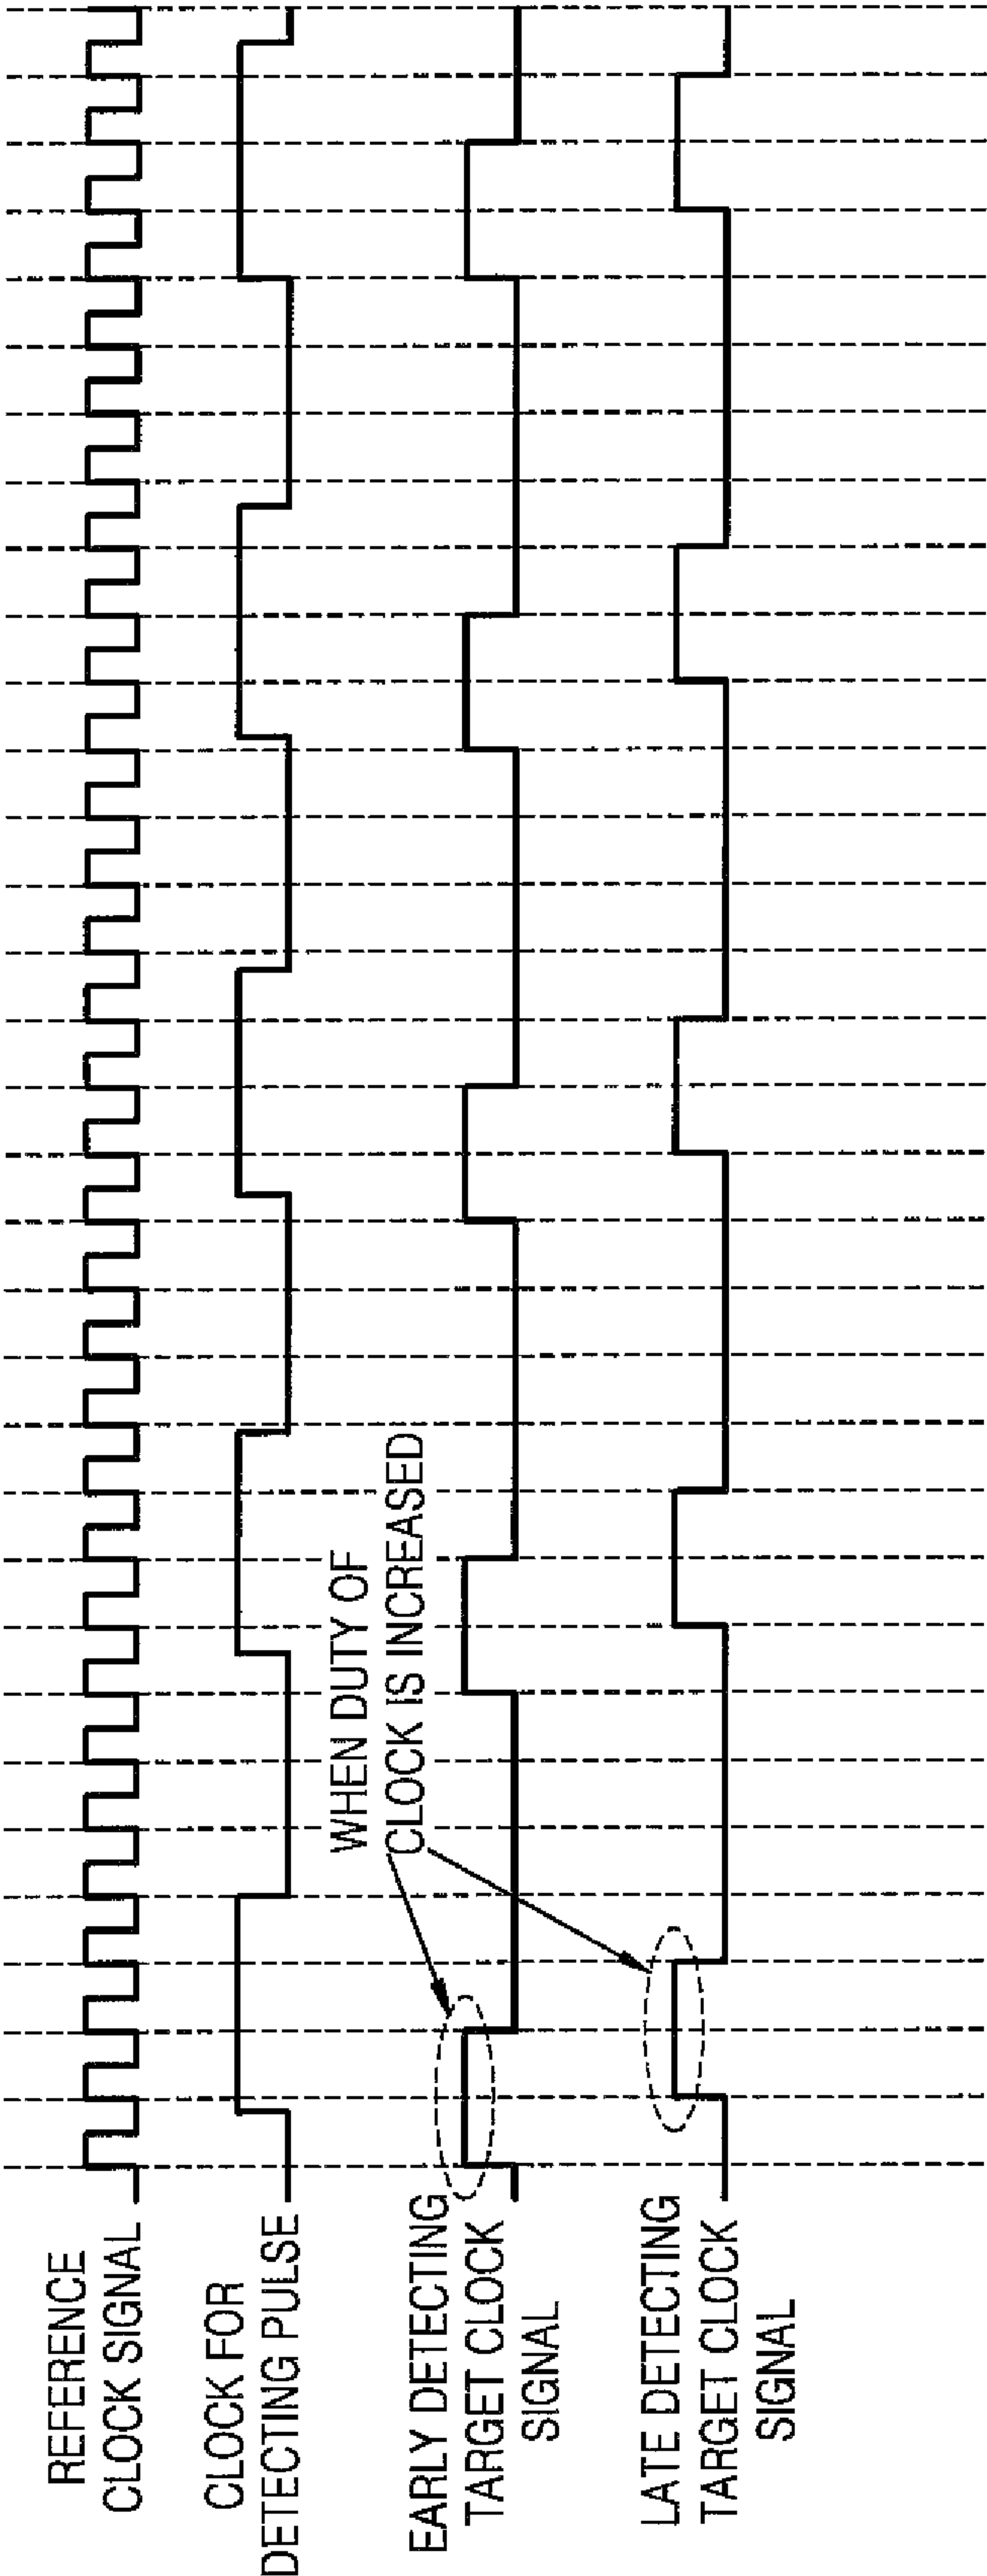 REFERENCE
CLOCK SIGNAL
CLOCK FOR
DETECTING PULSE
WHEN DUTY OF
CLOCK IS INCREASED
EARLY DETECTING
TARGET CLOCK
SIGNAL
LATE DETECTING
TARGET CLOCK
SIGNAL